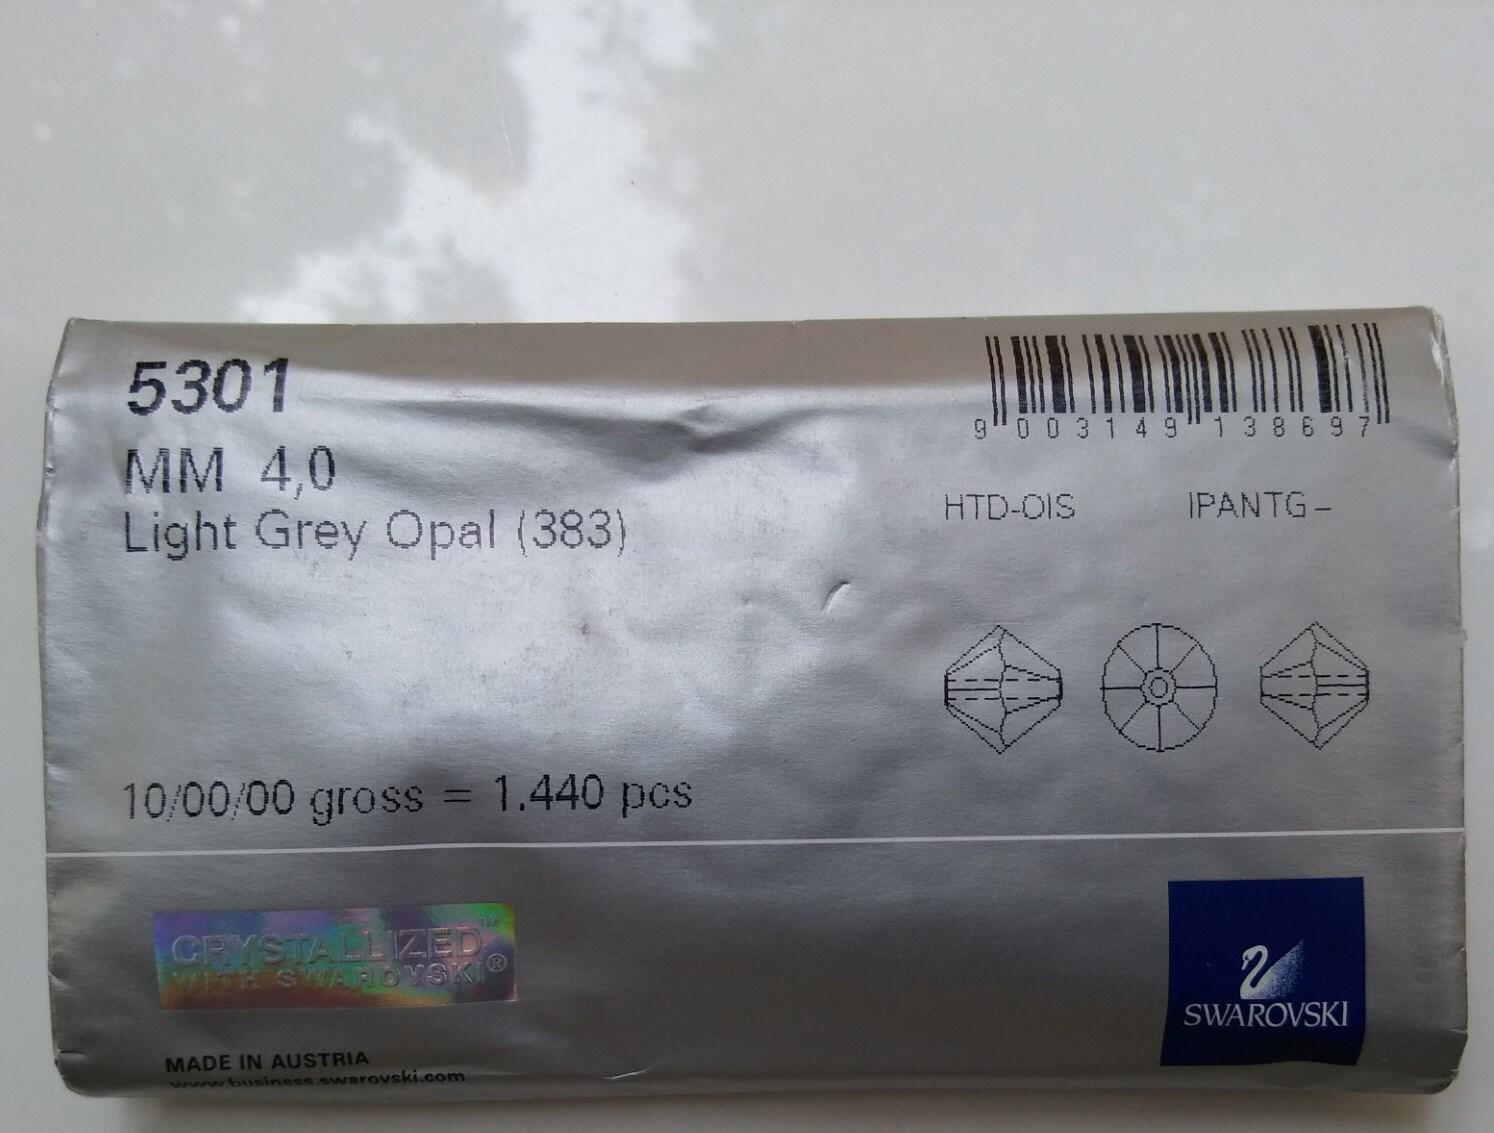 5301
MM 4,0
Light Grey Opal (383)
9 003149 138697
HTD-OIS IPANTG-
10/00/00 gross = 1.440 pcs
CRYSTALLIZED™
WITH SWAROVSKI®
SWAROVSKI
MADE IN AUSTRIA
www.business.swarovski.com